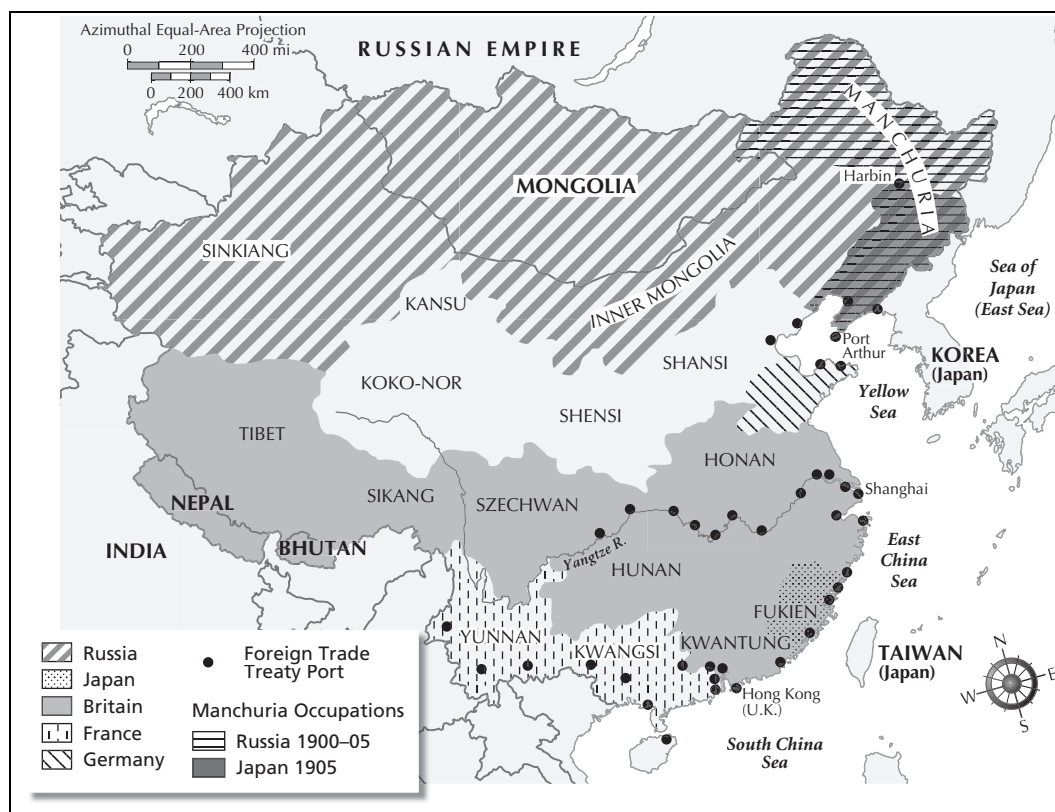 Azimuthal Equal-Area Projection
0 200 400 mi
0 200 400 km
RUSSIAN EMPIRE
MANCHURIA
Harbin
MONGOLIA
SINKIANG
INNER MONGOLIA
KANSU
Sea of
Japan
(East Sea)
Port
Arthur
KOREA
(Japan)
SHANSI
KOKO-NOR
Yellow
Sea
SHENSI
TIBET
HONAN
SIKANG
SZECHWAN
Shanghai
NEPAL
INDIA
BHUTAN
Yangtze R.
HUNAN
East
China
Sea
FUKIEN
YUNNAN
KWANGSI
KWANTUNG
TAIWAN
(Japan)
Hong Kong
(U.K.)
South China
Sea
N
E
S
W
Russia
Japan
Britain
France
Germany
Foreign Trade
Treaty Port
Manchuria Occupations
Russia 1900–05
Japan 1905